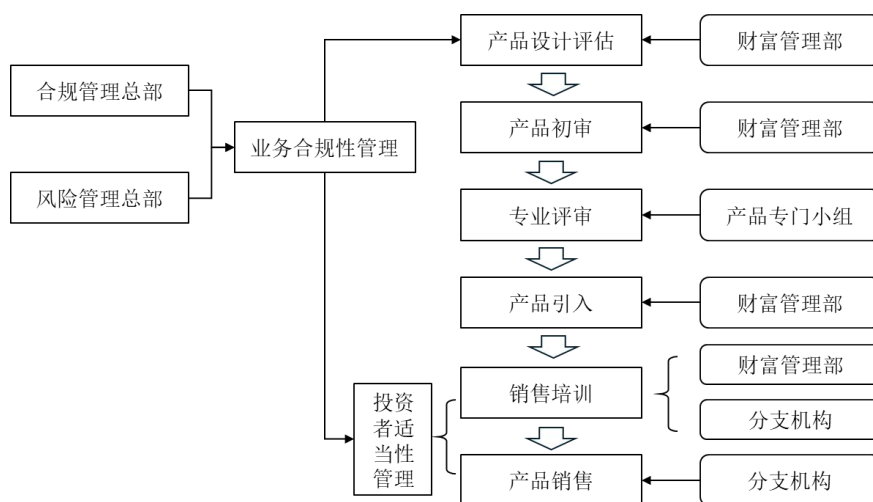 产品设计评估
财富管理部
合规管理总部
产品初审
财富管理部
业务合规性管理
风险管理总部
专业评审
产品专门小组
产品引入
财富管理部
财富管理部
销售培训
投资
者适
当性
管理
分支机构
产品销售
分支机构